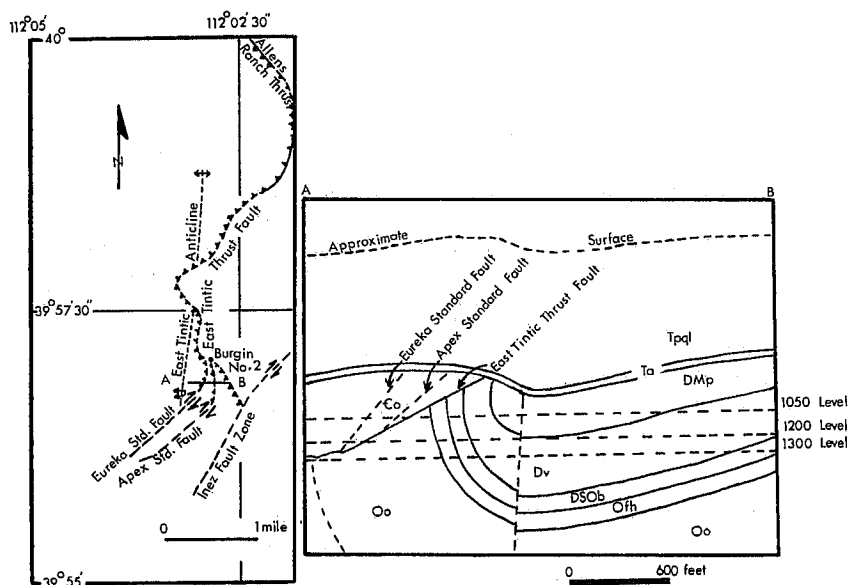 112°05'
112°02'30"
40°
Allens
Ranch Thrust
N
Anticline
Thrust Fault
39°57'30"
East Tintic
East Tintic
Burgin
No. 2
A
B
Eureka Std. Fault
Apex Std. Fault
Inez Fault Zone
0
1 mile
39°55'
A
B
Approximate
Surface
Eureka Standard Fault
Apex Standard Fault
East Tintic Thrust Fault
Tpql
Ta
DMp
Єo
1050 Level
1200 Level
1300 Level
Dv
DSOb
Ofh
Oo
Oo
0
600 feet